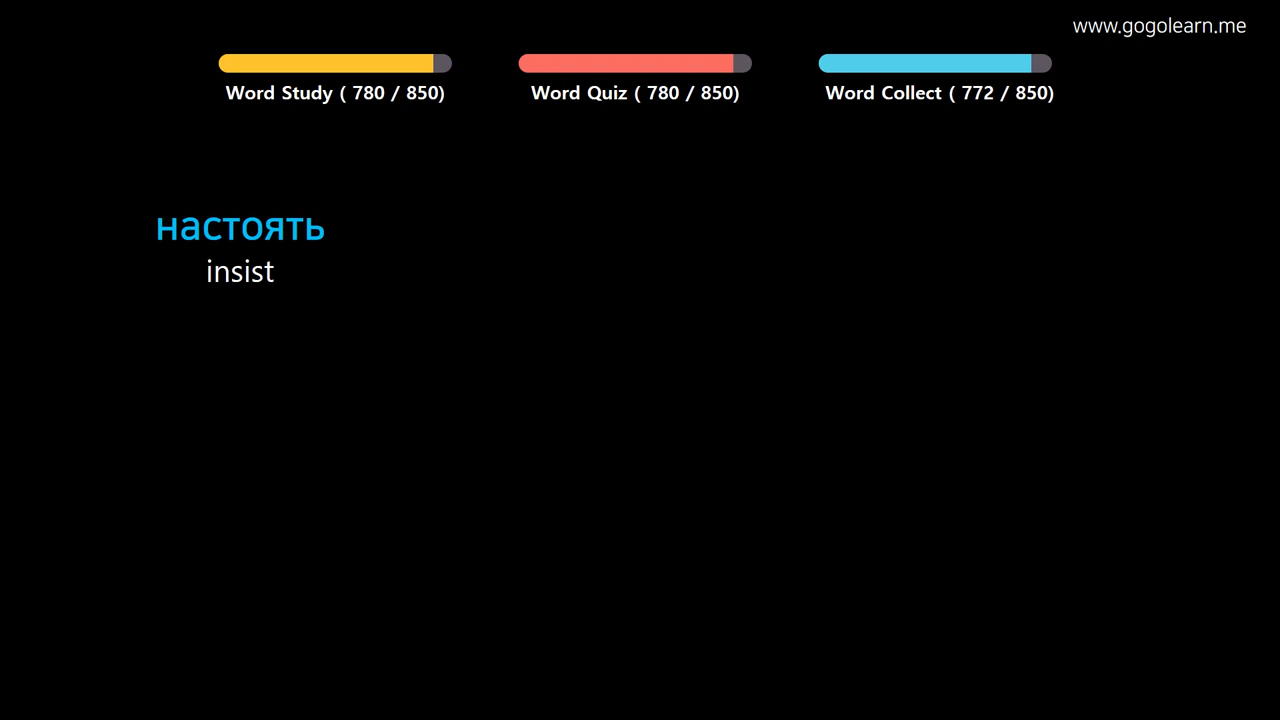 www.gogolearn.me
Word Study ( 780 / 850)
Word Quiz ( 780 / 850)
Word Collect ( 772 / 850)
настоять
insist